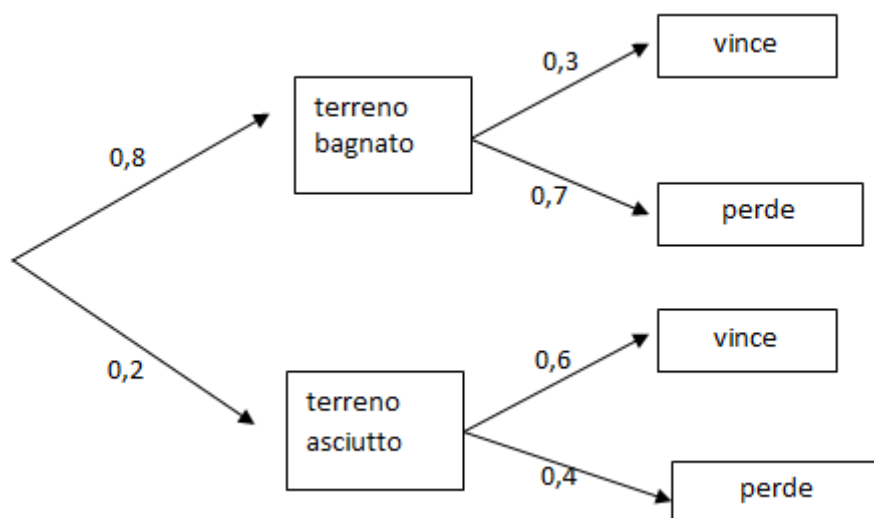 vince
0,3
terreno
bagnato
0,8
0,7
perde
vince
0,2
0,6
terreno
asciutto
0,4
perde